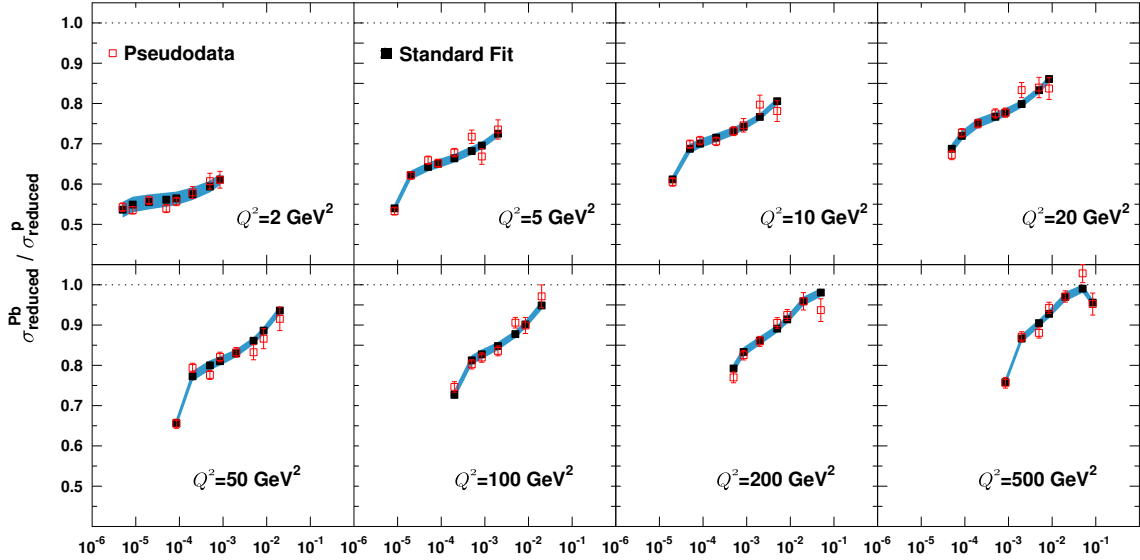 1.0
0.9
0.8
0.7
0.6
0.5
□ Pseudodata
■ Standard Fit
Q²=2 GeV²
Q²=5 GeV²
Q²=10 GeV²
Q²=20 GeV²
σ^Pb_reduced / σ^p_reduced
1.0
0.9
0.8
0.7
0.6
0.5
Q²=50 GeV²
Q²=100 GeV²
Q²=200 GeV²
Q²=500 GeV²
10⁻⁶ 10⁻⁵ 10⁻⁴ 10⁻³ 10⁻² 10⁻¹ 10⁻⁶ 10⁻⁵ 10⁻⁴ 10⁻³ 10⁻² 10⁻¹ 10⁻⁶ 10⁻⁵ 10⁻⁴ 10⁻³ 10⁻² 10⁻¹ 10⁻⁶ 10⁻⁵ 10⁻⁴ 10⁻³ 10⁻² 10⁻¹